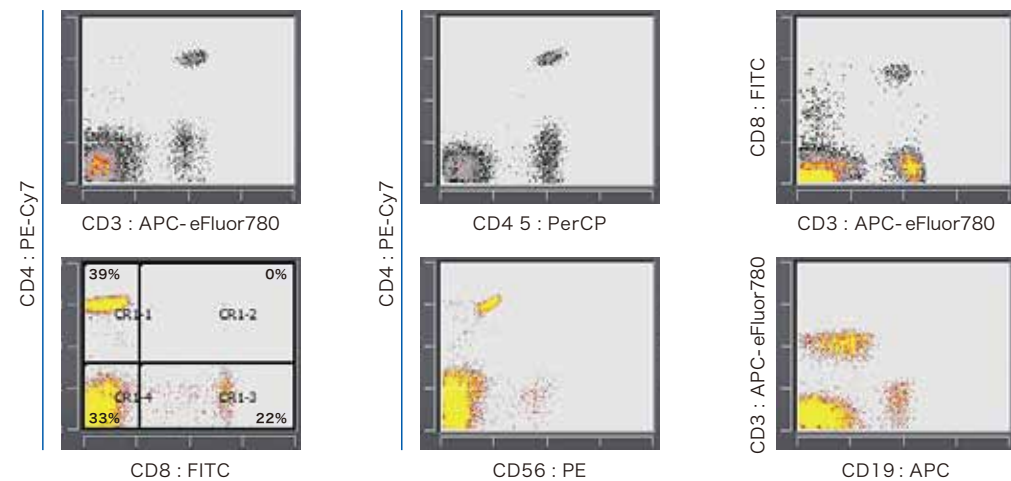 CD4 : PE-Cy7
CD3 : APC- eFluor780
CD4 : PE-Cy7
CD4 5 : PerCP
CD8 : FITC
CD3 : APC- eFluor780
39%
0%
CR1-1
CR1-2
CR1-4
CR1-3
33%
22%
CD8 : FITC
CD56 : PE
CD3 : APC- eFluor780
CD19 : APC